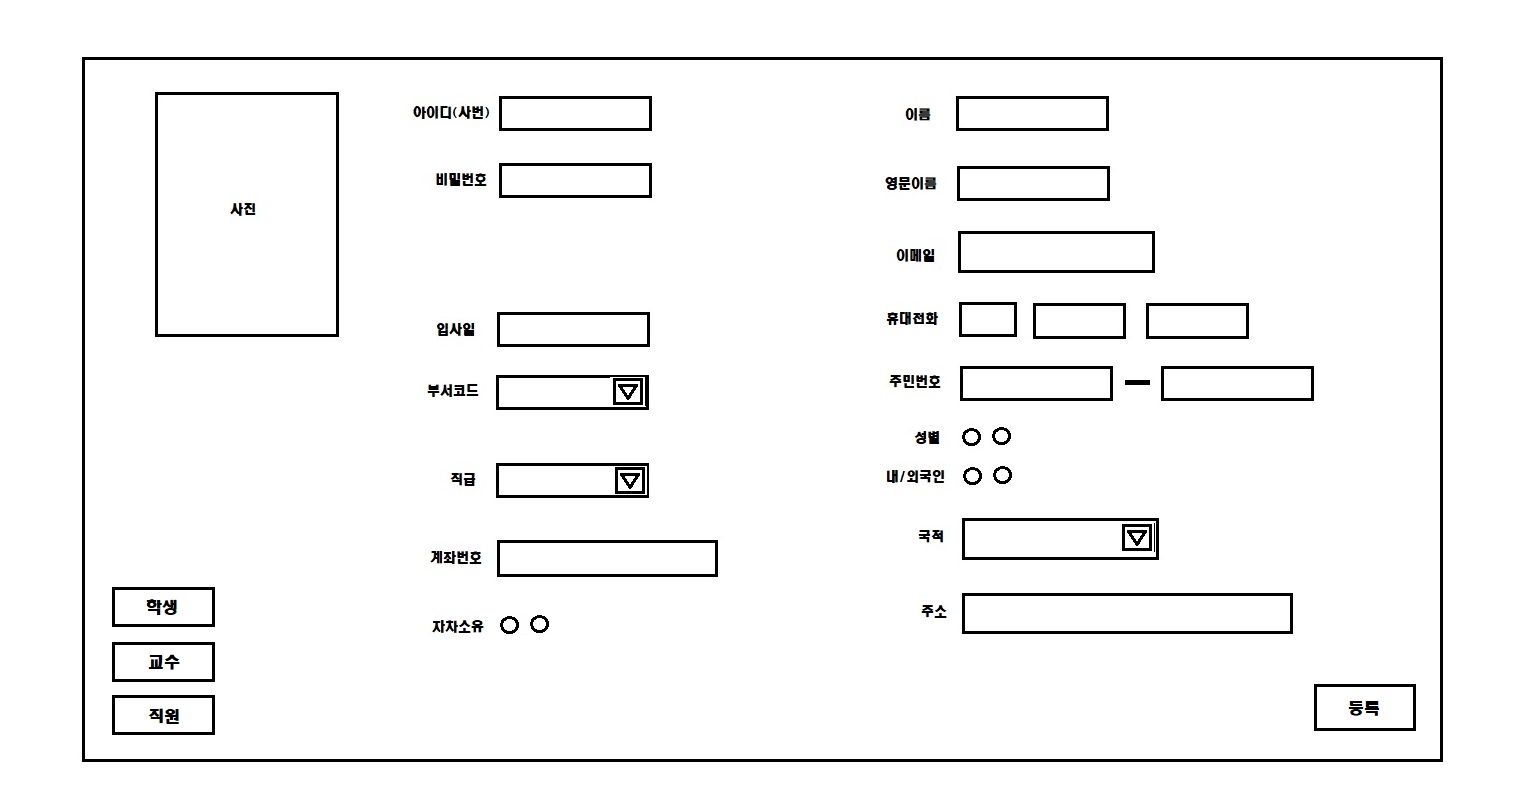 사진
학생
교수
직원
아이디(사번)
비밀번호
입사일
부서코드
직급
계좌번호
자차소유
이름
영문이름
이메일
휴대전화
주민번호
성별
내/외국인
국적
주소
등록